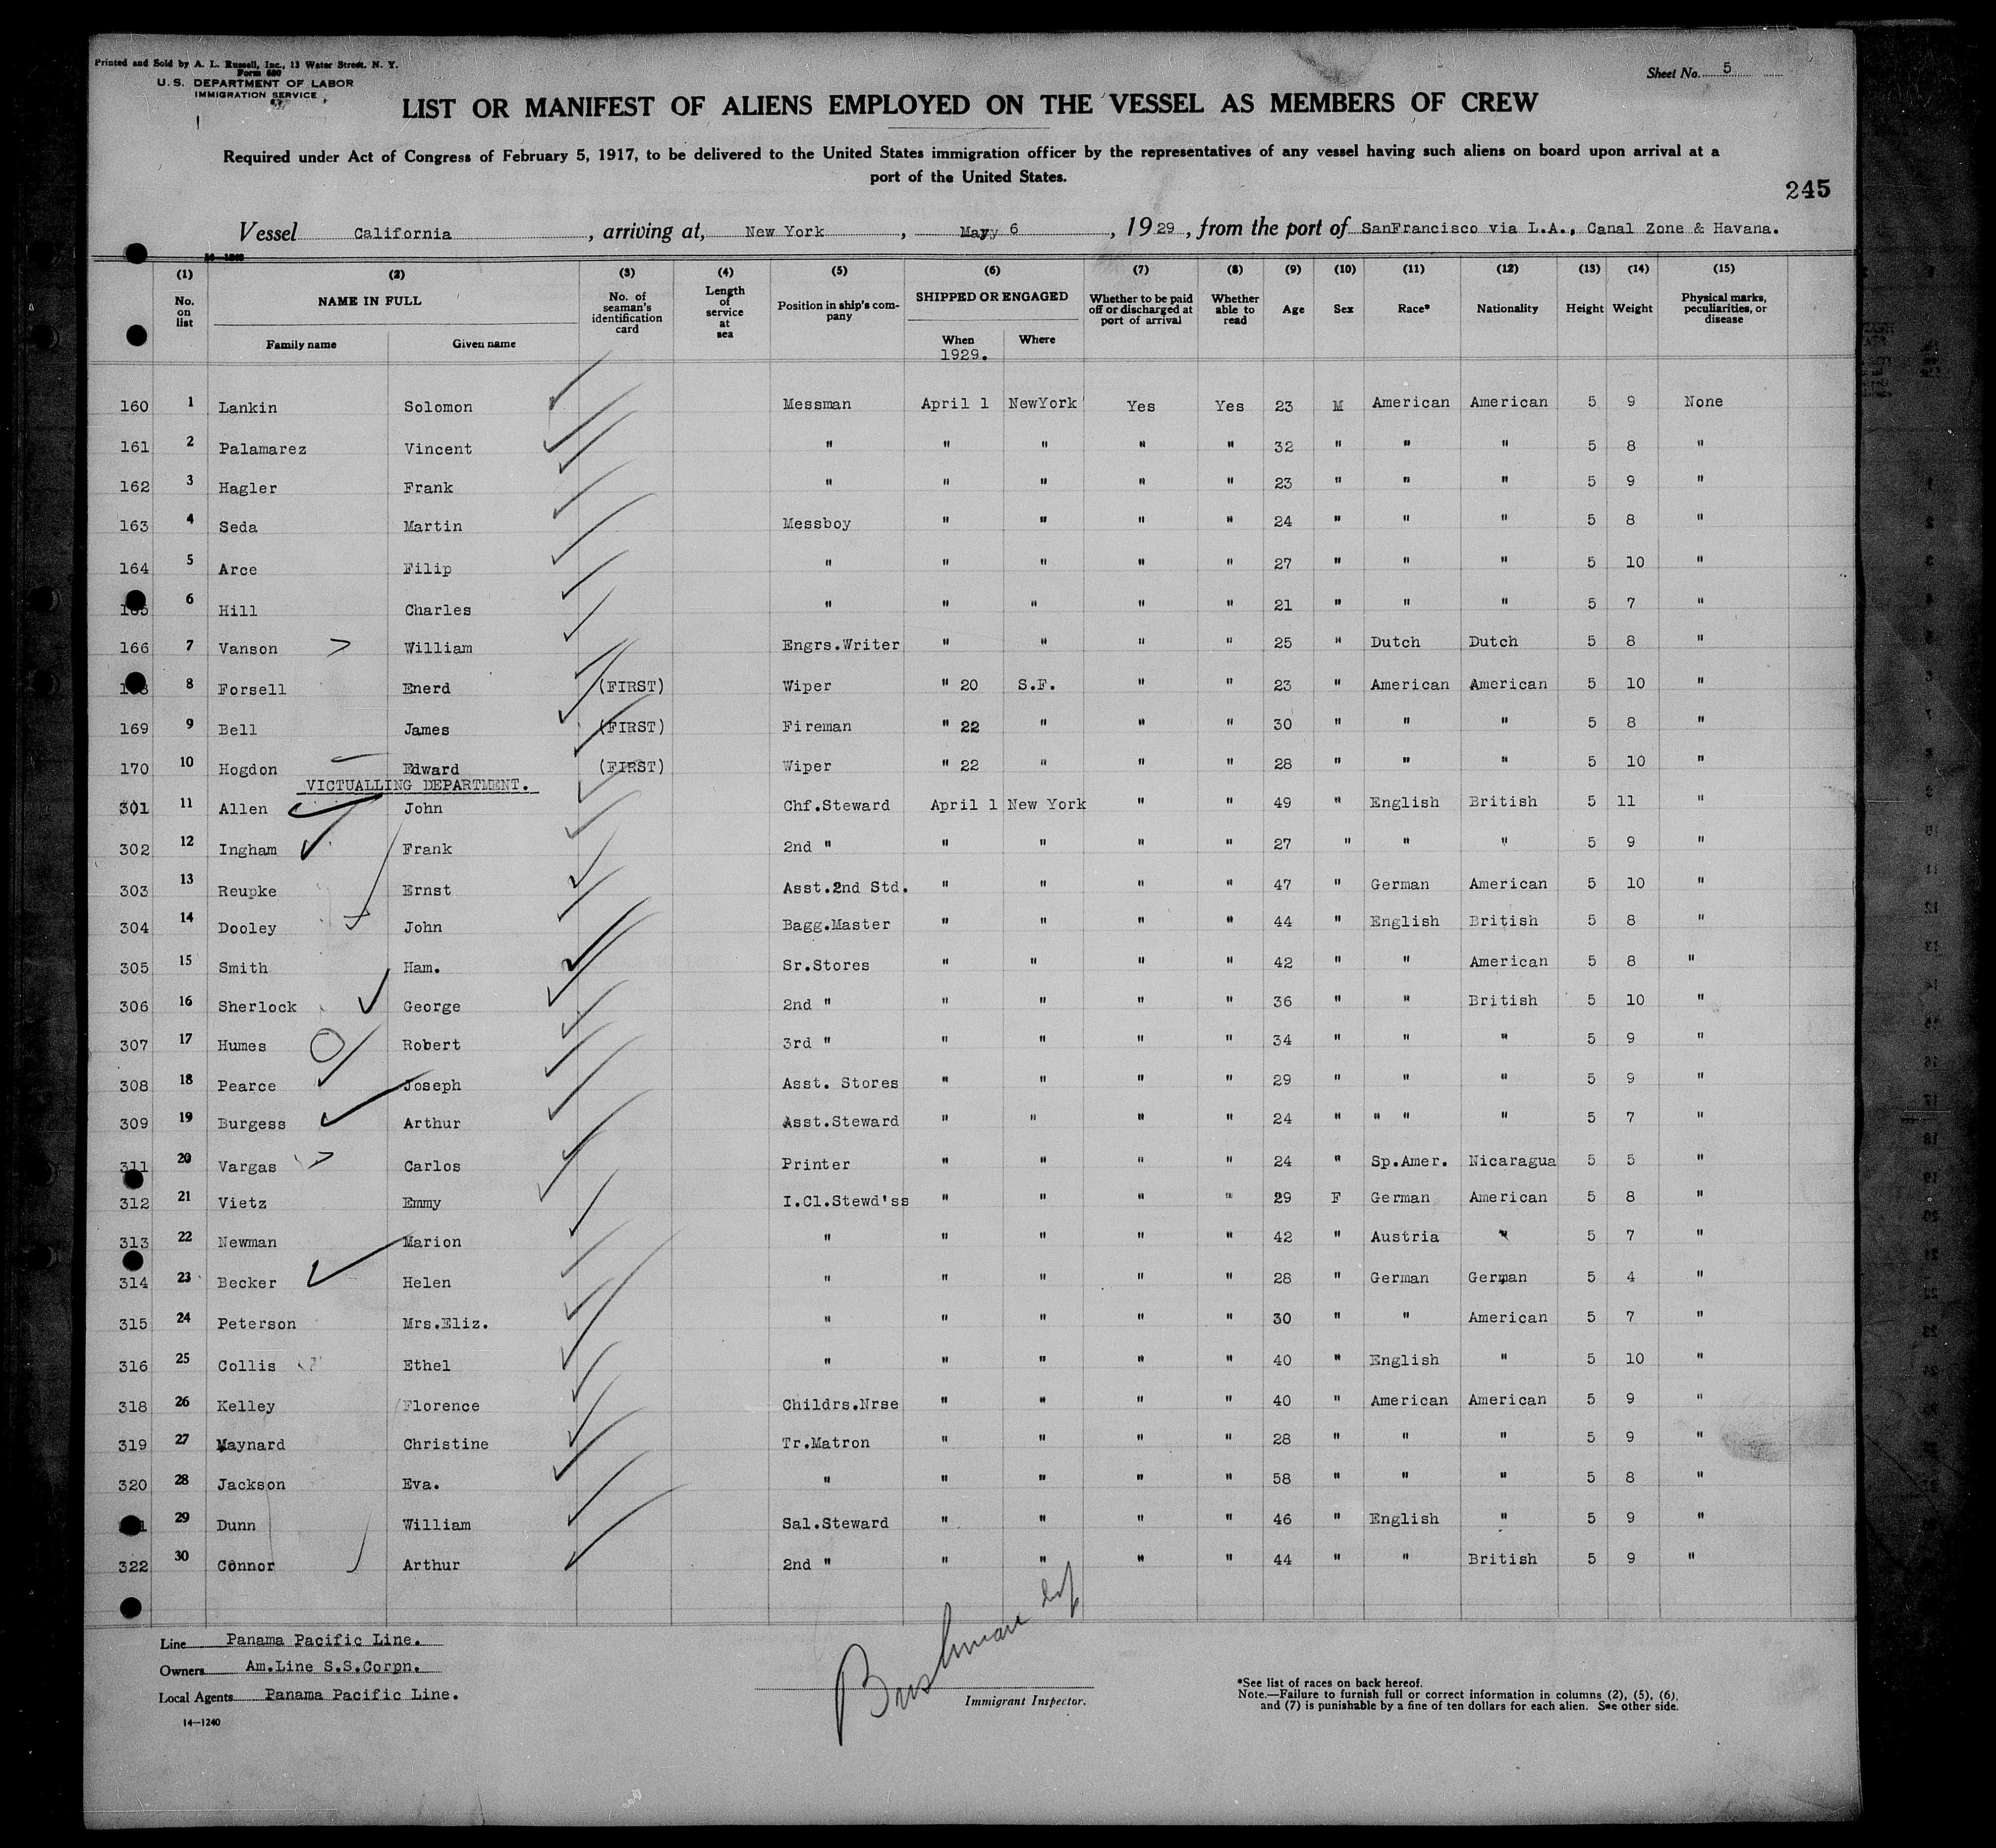 Printed and Sold by A. L. Russell, Inc., 13 Water Street, N. Y.
Form 680
U. S. DEPARTMENT OF LABOR
IMMIGRATION SERVICE
Sheet No. 5
LIST OR MANIFEST OF ALIENS EMPLOYED ON THE VESSEL AS MEMBERS OF CREW
Required under Act of Congress of February 5, 1917, to be delivered to the United States immigration officer by the representatives of any vessel having such aliens on board upon arrival at a
port of the United States.
245
Vessel California, arriving at, New York, May 6, 1929, from the port of SanFrancisco via L.A., Canal Zone & Havana.
(1) (2) (3) (4) (5) (6) (7) (8) (9) (10) (11) (12) (13) (14) (15)
No. on list NAME IN FULL Family name Given name No. of seaman's identification card Length of service at sea Position in ship's company SHIPPED OR ENGAGED When 1929. Where Whether to be paid off or discharged at port of arrival Whether able to read Age Sex Race* Nationality Height Weight Physical marks, peculiarities, or disease
160 1 Lankin Solomon Messman April 1 NewYork Yes Yes 23 M American American 5 9 None
161 2 Palamarez Vincent " " " " " 32 " " " 5 8 "
162 3 Hagler Frank " " " " " 23 " " " 5 9 "
163 4 Seda Martin Messboy " " " " 24 " " " 5 8 "
164 5 Arce Filip " " " " " 27 " " " 5 10 "
165 6 Hill Charles " " " " " 21 " " " 5 7 "
166 7 Vanson William Engrs.Writer " " " " 25 " Dutch Dutch 5 8 "
8 Forsell Enerd (FIRST) Wiper " 20 S.F. " " 23 " American American 5 10 "
169 9 Bell James (FIRST) Fireman " 22 " " " 30 " " " 5 8 "
170 10 Hogdon Edward (FIRST) Wiper " 22 " " " 28 " " " 5 10 "
VICTUALLING DEPARTMENT.
301 11 Allen John Chf.Steward April 1 New York " " 49 " English British 5 11 "
302 12 Ingham Frank 2nd " " " " " 27 " " " 5 9 "
303 13 Reupke Ernst Asst.2nd Std. " " " " 47 " German American 5 10 "
304 14 Dooley John Bagg.Master " " " " 44 " English British 5 8 "
305 15 Smith Ham. Sr.Stores " " " " 42 " " American 5 8 "
306 16 Sherlock George 2nd " " " " " 36 " " British 5 10 "
307 17 Humes Robert 3rd " " " " " 34 " " " 5 9 "
308 18 Pearce Joseph Asst. Stores " " " " 29 " " " 5 9 "
309 19 Burgess Arthur Asst.Steward " " " " 24 " " " " 5 7 "
311 20 Vargas Carlos Printer " " " " 24 " Sp.Amer. Nicaragua 5 5 "
312 21 Vietz Emmy I.Cl.Stewd'ss " " " " 29 F German American 5 8 "
313 22 Newman Marion " " " " " 42 " Austria " 5 7 "
314 23 Becker Helen " " " " " 28 " German German 5 4 "
315 24 Peterson Mrs.Eliz. " " " " " 30 " " American 5 7 "
316 25 Collis Ethel " " " " " 40 " English " 5 10 "
318 26 Kelley Florence Childrs.Nrse " " " " 40 " American American 5 9 "
319 27 Maynard Christine Tr.Matron " " " " 28 " " " 5 9 "
320 28 Jackson Eva. " " " " " 58 " " " 5 8 "
29 Dunn William Sal.Steward " " " " 46 " English " 5 9 "
322 30 Connor Arthur 2nd " " " " " 44 " " British 5 9 "
Line Panama Pacific Line.
Owners Am.Line S.S.Corpn.
Local Agents Panama Pacific Line.
14—1240
Bushman
Immigrant Inspector.
*See list of races on back hereof.
Note.—Failure to furnish full or correct information in columns (2), (5), (6),
and (7) is punishable by a fine of ten dollars for each alien. See other side.